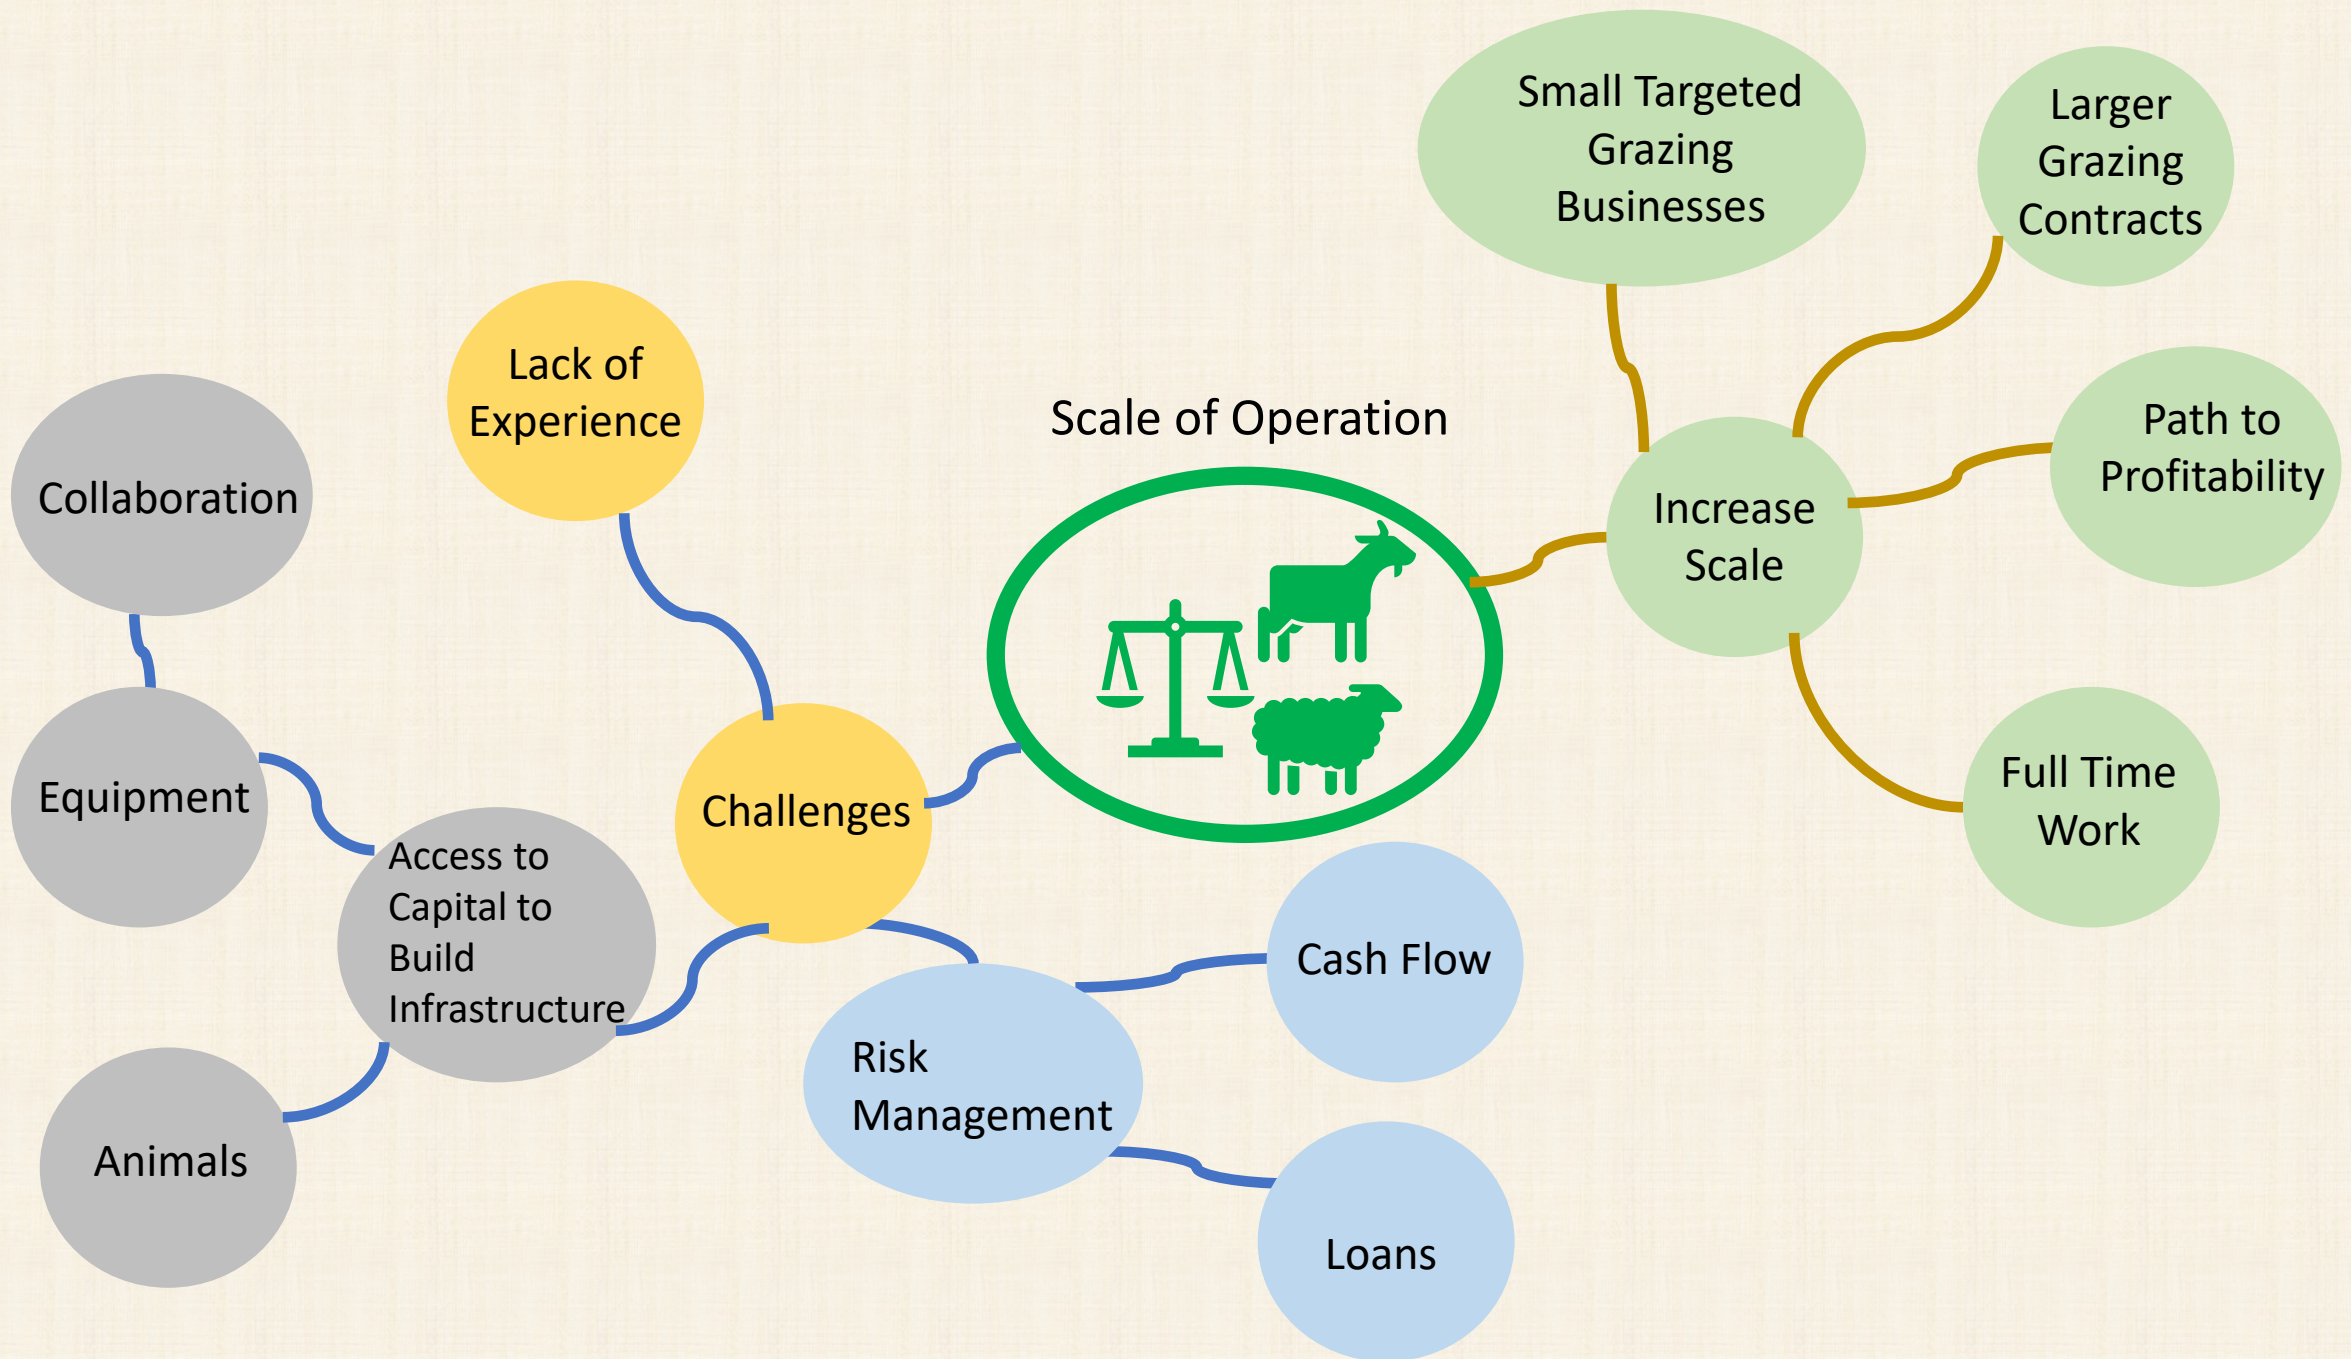 Small Targeted
Grazing
Businesses
Larger
Grazing
Contracts
Lack of
Experience
Scale of Operation
Path to
Profitability
Collaboration
Increase
Scale
Equipment
Challenges
Full Time
Work
Access to
Capital to
Build
Infrastructure
Cash Flow
Risk
Management
Animals
Loans